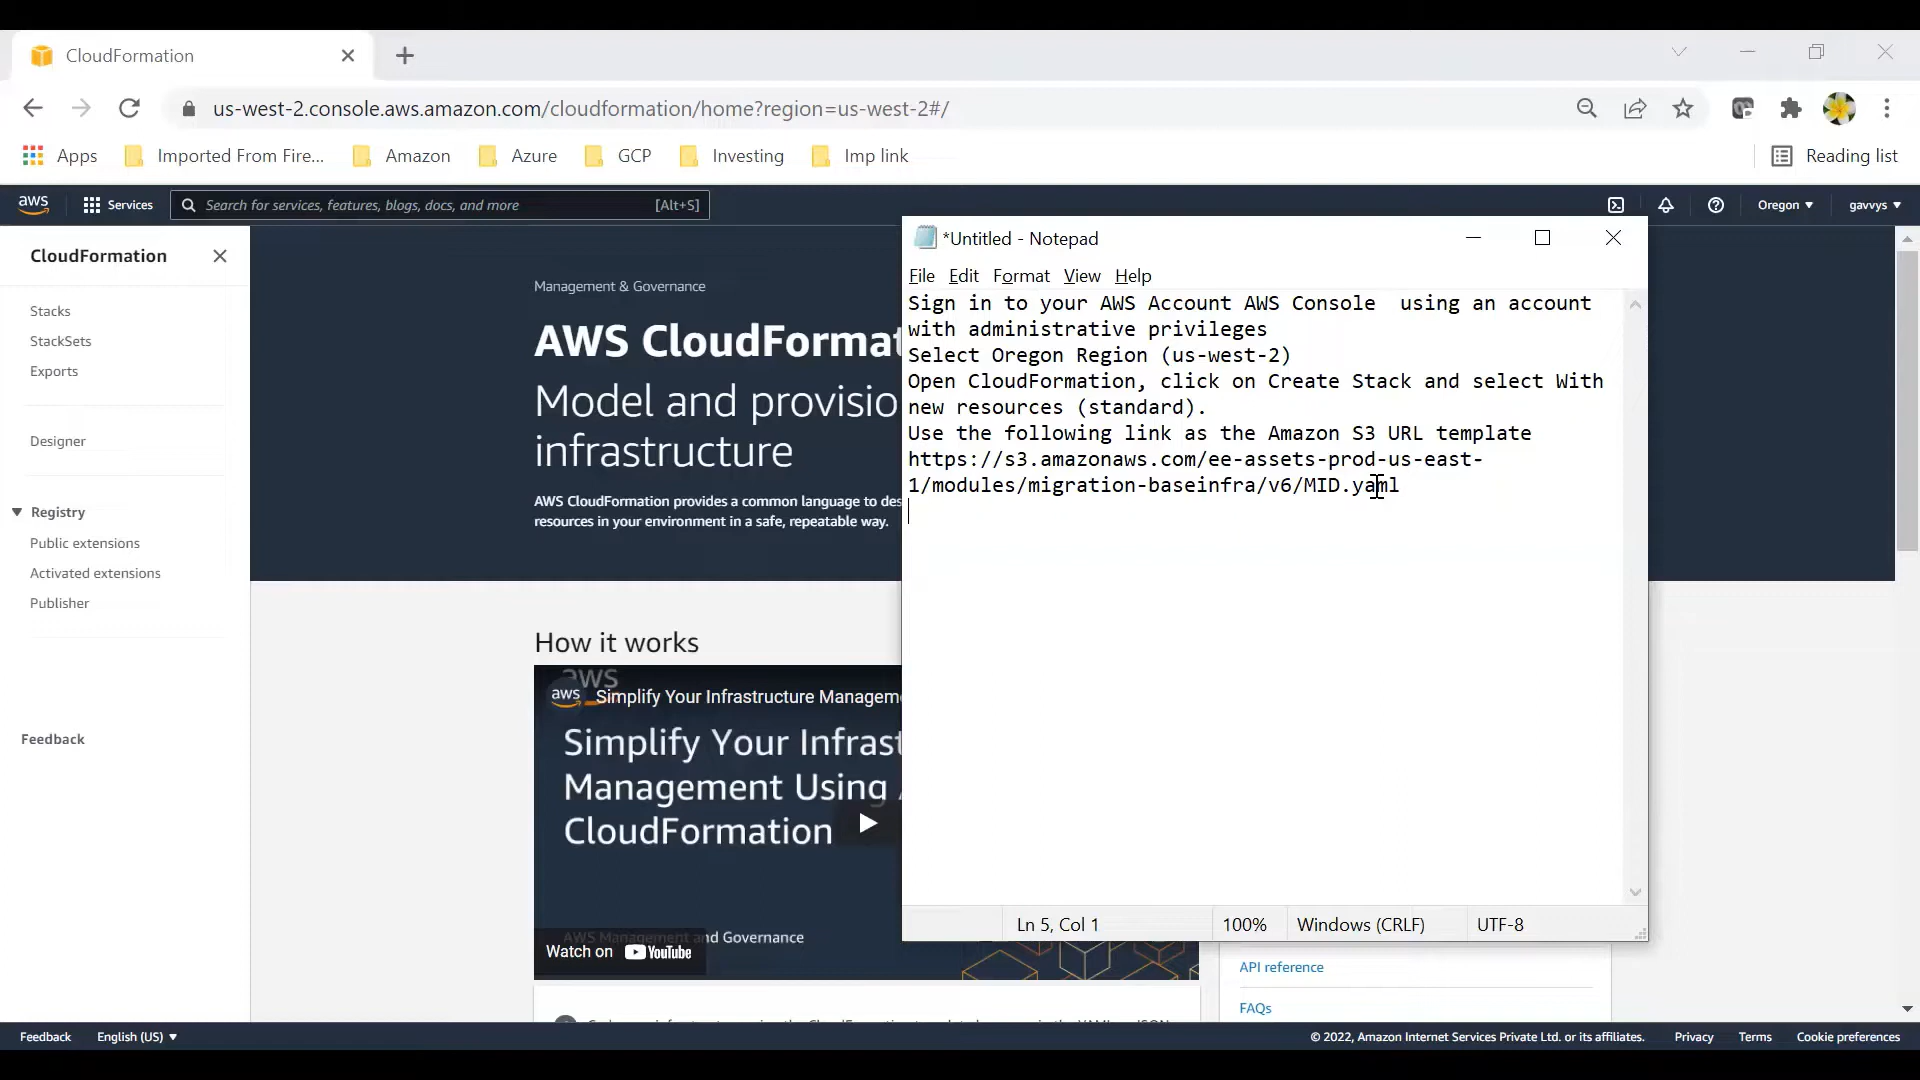 CloudFormation
us-west-2.console.aws.amazon.com/cloudformation/home?region=us-west-2#/
Apps
Imported From Fire...
Amazon
Azure
GCP
Investing
Imp link
Reading list
aws
Services
Search for services, features, blogs, docs, and more
[Alt+S]
Oregon
gavvys
CloudFormation
Stacks
StackSets
Exports
Designer
Registry
Public extensions
Activated extensions
Publisher
Feedback
Management & Governance
AWS CloudFormat
Model and provisio
infrastructure
AWS CloudFormation provides a common language to des
resources in your environment in a safe, repeatable way.
How it works
aws
aws
Simplify Your Infrastructure Managem
Simplify Your Infrast
Management Using
CloudFormation
AWS Management and Governance
Watch on YouTube
*Untitled - Notepad
File Edit Format View Help
Sign in to your AWS Account AWS Console  using an account
with administrative privileges
Select Oregon Region (us-west-2)
Open CloudFormation, click on Create Stack and select With
new resources (standard).
Use the following link as the Amazon S3 URL template
https://s3.amazonaws.com/ee-assets-prod-us-east-
1/modules/migration-baseinfra/v6/MID.yaml
Ln 5, Col 1
100%
Windows (CRLF)
UTF-8
API reference
FAQs
Feedback
English (US)
© 2022, Amazon Internet Services Private Ltd. or its affiliates.
Privacy
Terms
Cookie preferences